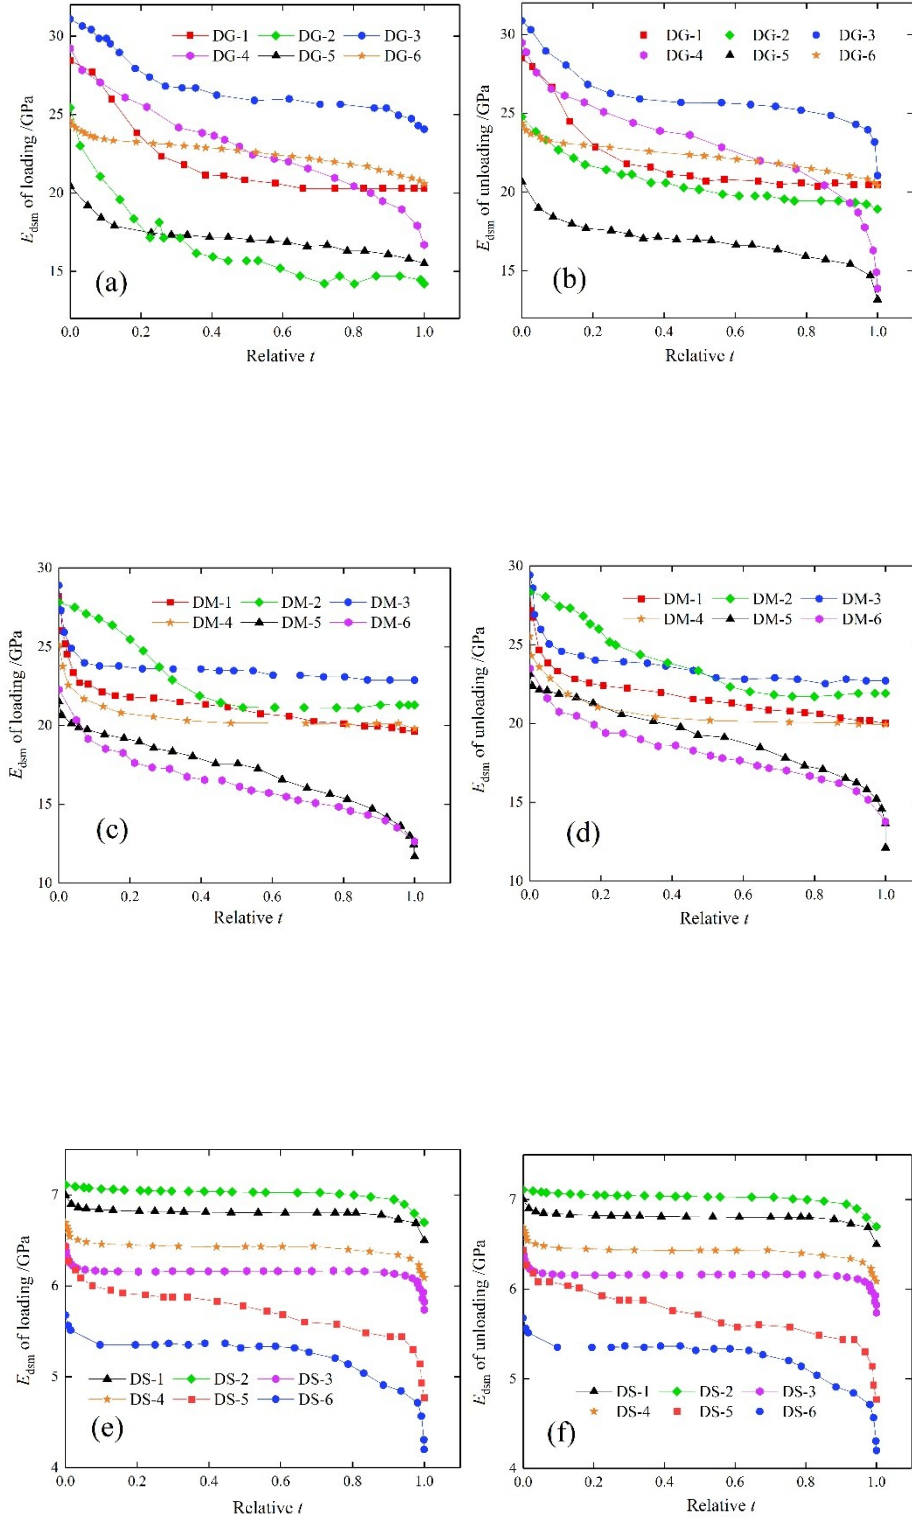 E_dsm of loading /GPa
30
25
20
15
DG-1 DG-2 DG-3
DG-4 DG-5 DG-6
(a)
0.0 0.2 0.4 0.6 0.8 1.0
Relative t
E_dsm of unloading /GPa
30
25
20
15
DG-1 DG-2 DG-3
DG-4 DG-5 DG-6
(b)
0.0 0.2 0.4 0.6 0.8 1.0
Relative t
E_dsm of loading /GPa
30
25
20
15
10
DM-1 DM-2 DM-3
DM-4 DM-5 DM-6
(c)
0.0 0.2 0.4 0.6 0.8 1.0
Relative t
E_dsm of unloading /GPa
30
25
20
15
10
DM-1 DM-2 DM-3
DM-4 DM-5 DM-6
(d)
0.0 0.2 0.4 0.6 0.8 1.0
Relative t
E_dsm of loading /GPa
7
6
5
4
DS-1 DS-2 DS-3
DS-4 DS-5 DS-6
(e)
0.0 0.2 0.4 0.6 0.8 1.0
Relative t
E_dsm of unloading /GPa
7
6
5
4
DS-1 DS-2 DS-3
DS-4 DS-5 DS-6
(f)
0.0 0.2 0.4 0.6 0.8 1.0
Relative t